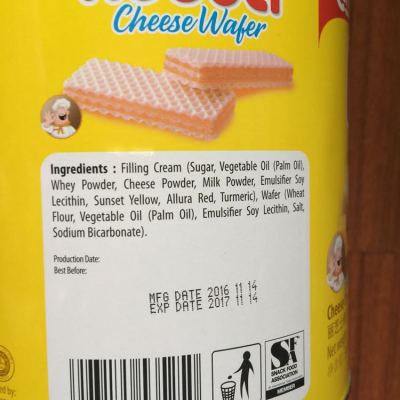 Cheese Wafer
Ingredients : Filling Cream (Sugar, Vegetable Oil (Palm Oil),
Whey Powder, Cheese Powder, Milk Powder, Emulsifier Soy
Lecithin, Sunset Yellow, Allura Red, Turmeric), Wafer (Wheat
Flour, Vegetable Oil (Palm Oil), Emulsifier Soy Lecithin, Salt,
Sodium Bicarbonate).
Production Date:
Best Before:
MFG DATE 2016 11 14
EXP DATE 2017 11 14
SFA
SNACK FOOD
ASSOCIATION
MEMBER